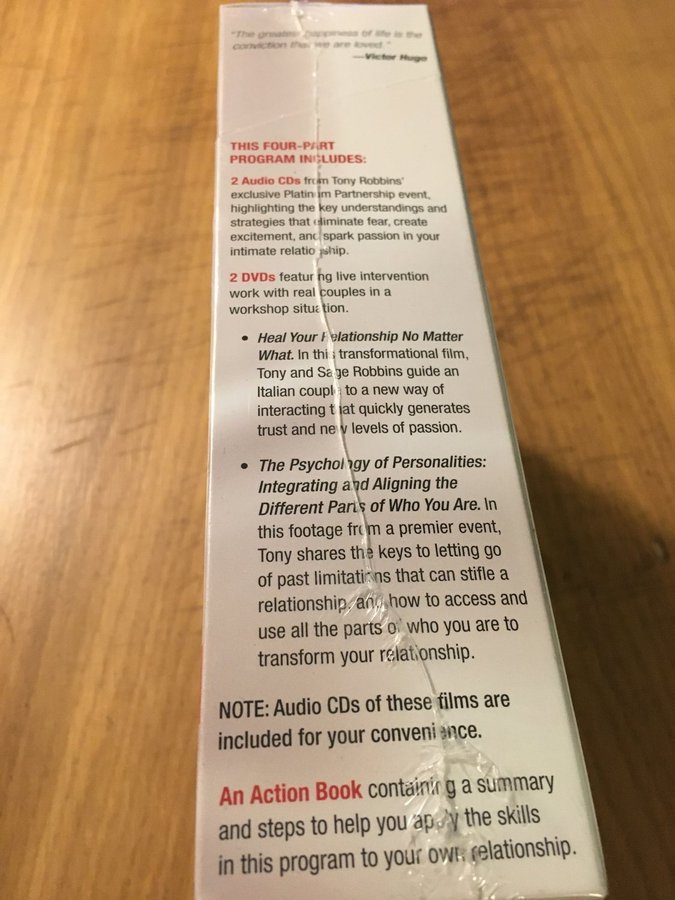 "The greatest happiness of life is the
conviction that we are loved."
—Victor Hugo
THIS FOUR-PART
PROGRAM INCLUDES:
2 Audio CDs from Tony Robbins'
exclusive Platinum Partnership event,
highlighting the key understandings and
strategies that eliminate fear, create
excitement, and spark passion in your
intimate relationship.
2 DVDs featuring live intervention
work with real couples in a
workshop situation.
• Heal Your Relationship No Matter
What. In this transformational film,
Tony and Sage Robbins guide an
Italian couple to a new way of
interacting that quickly generates
trust and new levels of passion.
• The Psychology of Personalities:
Integrating and Aligning the
Different Parts of Who You Are. In
this footage from a premier event,
Tony shares the keys to letting go
of past limitations that can stifle a
relationship, and how to access and
use all the parts of who you are to
transform your relationship.
NOTE: Audio CDs of these films are
included for your convenience.
An Action Book containing a summary
and steps to help you apply the skills
in this program to your own relationship.